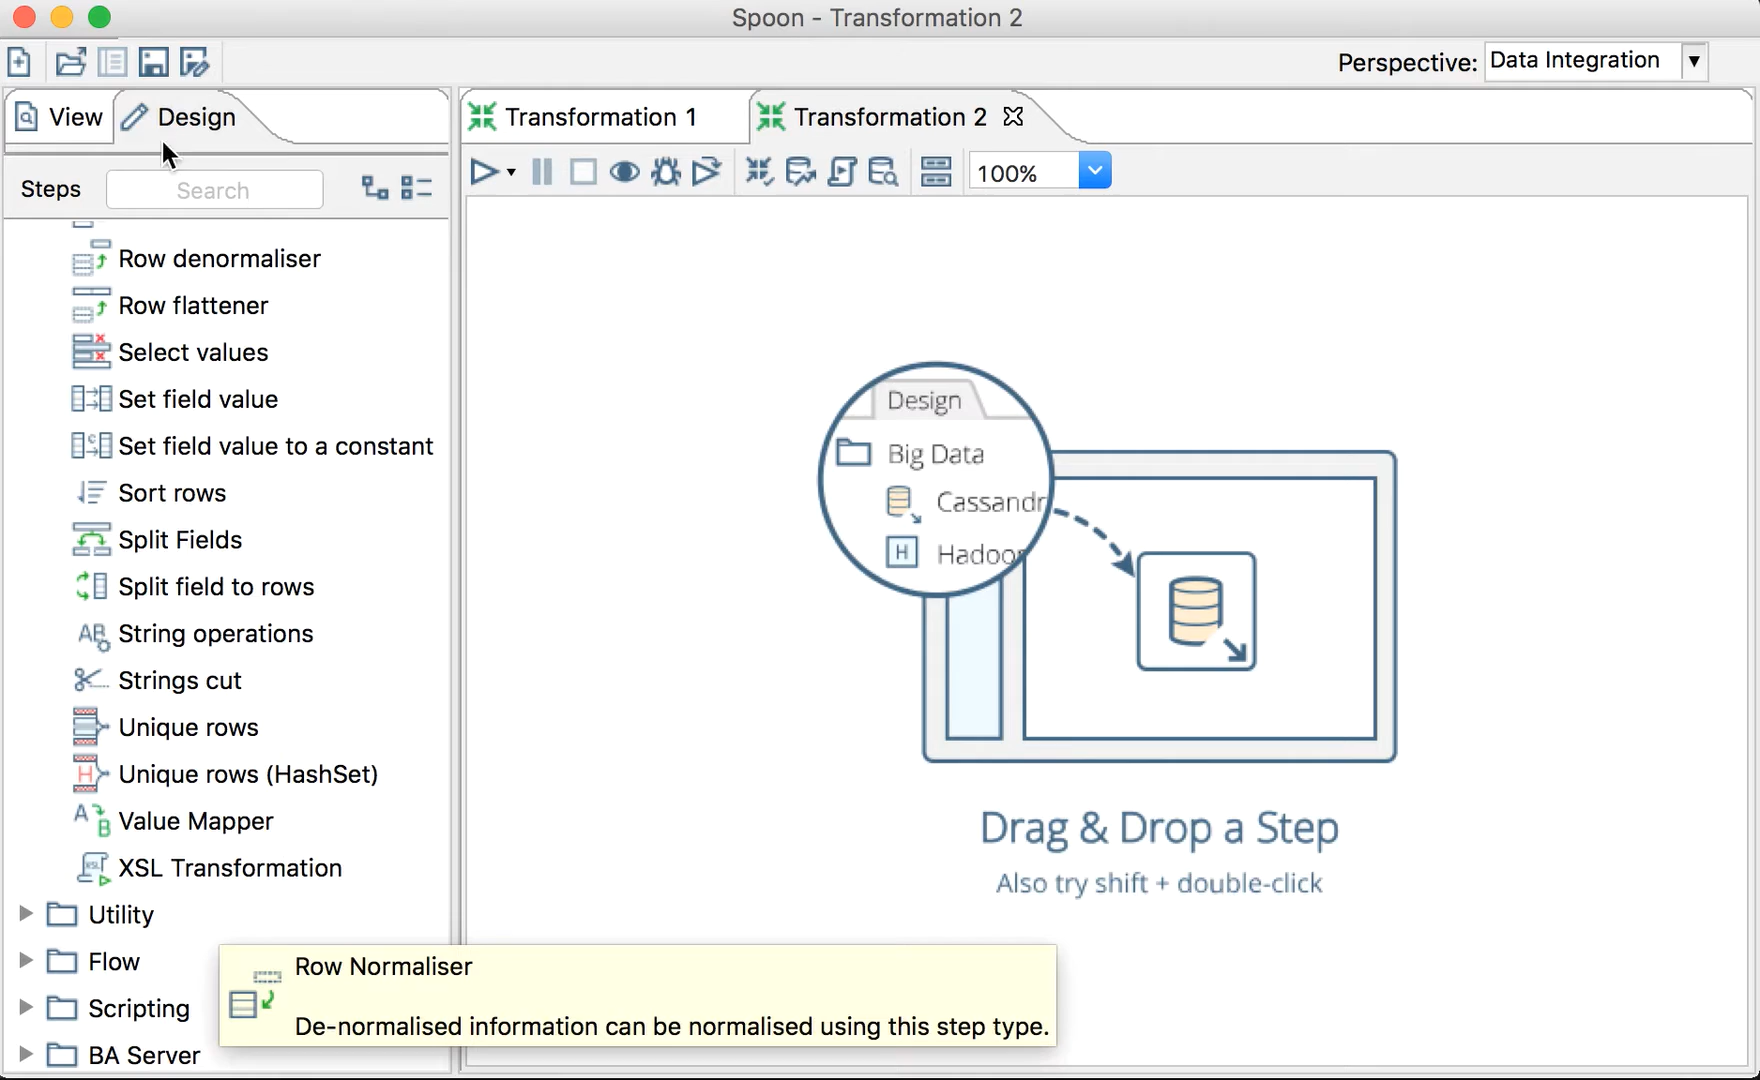 Spoon - Transformation 2
Perspective: Data Integration
View Design
Transformation 1 Transformation 2
Steps Search
100%
Row denormaliser
Row flattener
Select values
Set field value
Set field value to a constant
Sort rows
Split Fields
Split field to rows
String operations
Strings cut
Unique rows
Unique rows (HashSet)
Value Mapper
XSL Transformation
Utility
Flow
Scripting
BA Server
Row Normaliser
De-normalised information can be normalised using this step type.
Design
Big Data
Cassandr
H Hadoo
Drag & Drop a Step
Also try shift + double-click